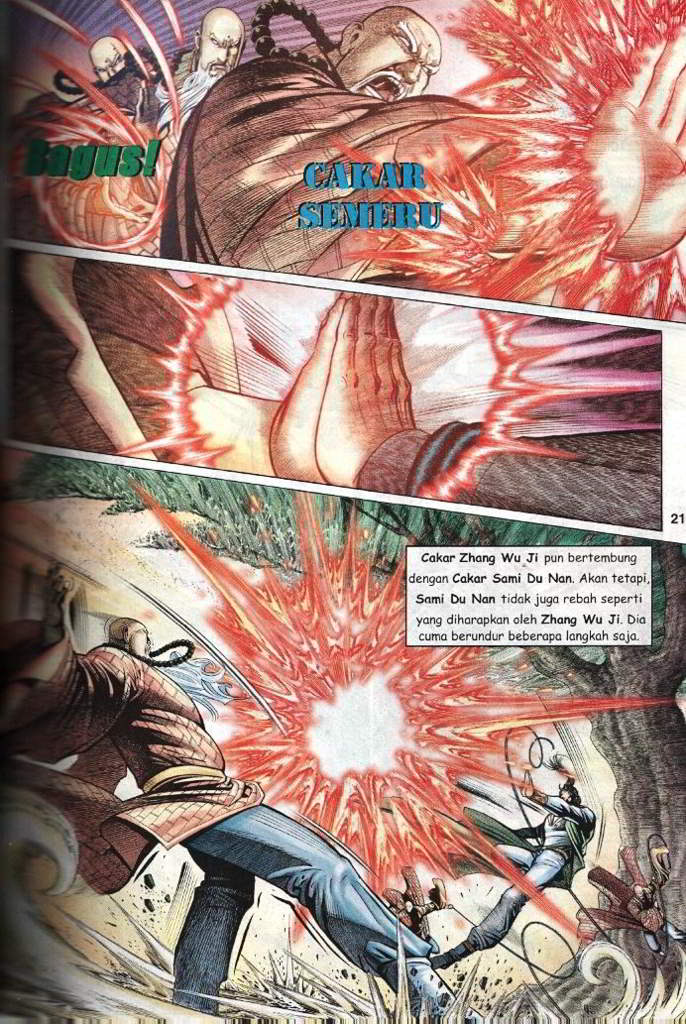 Bagus!
CAKAR
SEMERU
21
Cakar Zhang Wu Ji pun bertembung
dengan Cakar Sami Du Nan. Akan tetapi,
Sami Du Nan tidak juga rebah seperti
yang diharapkan oleh Zhang Wu Ji. Dia
cuma berundur beberapa langkah saja.